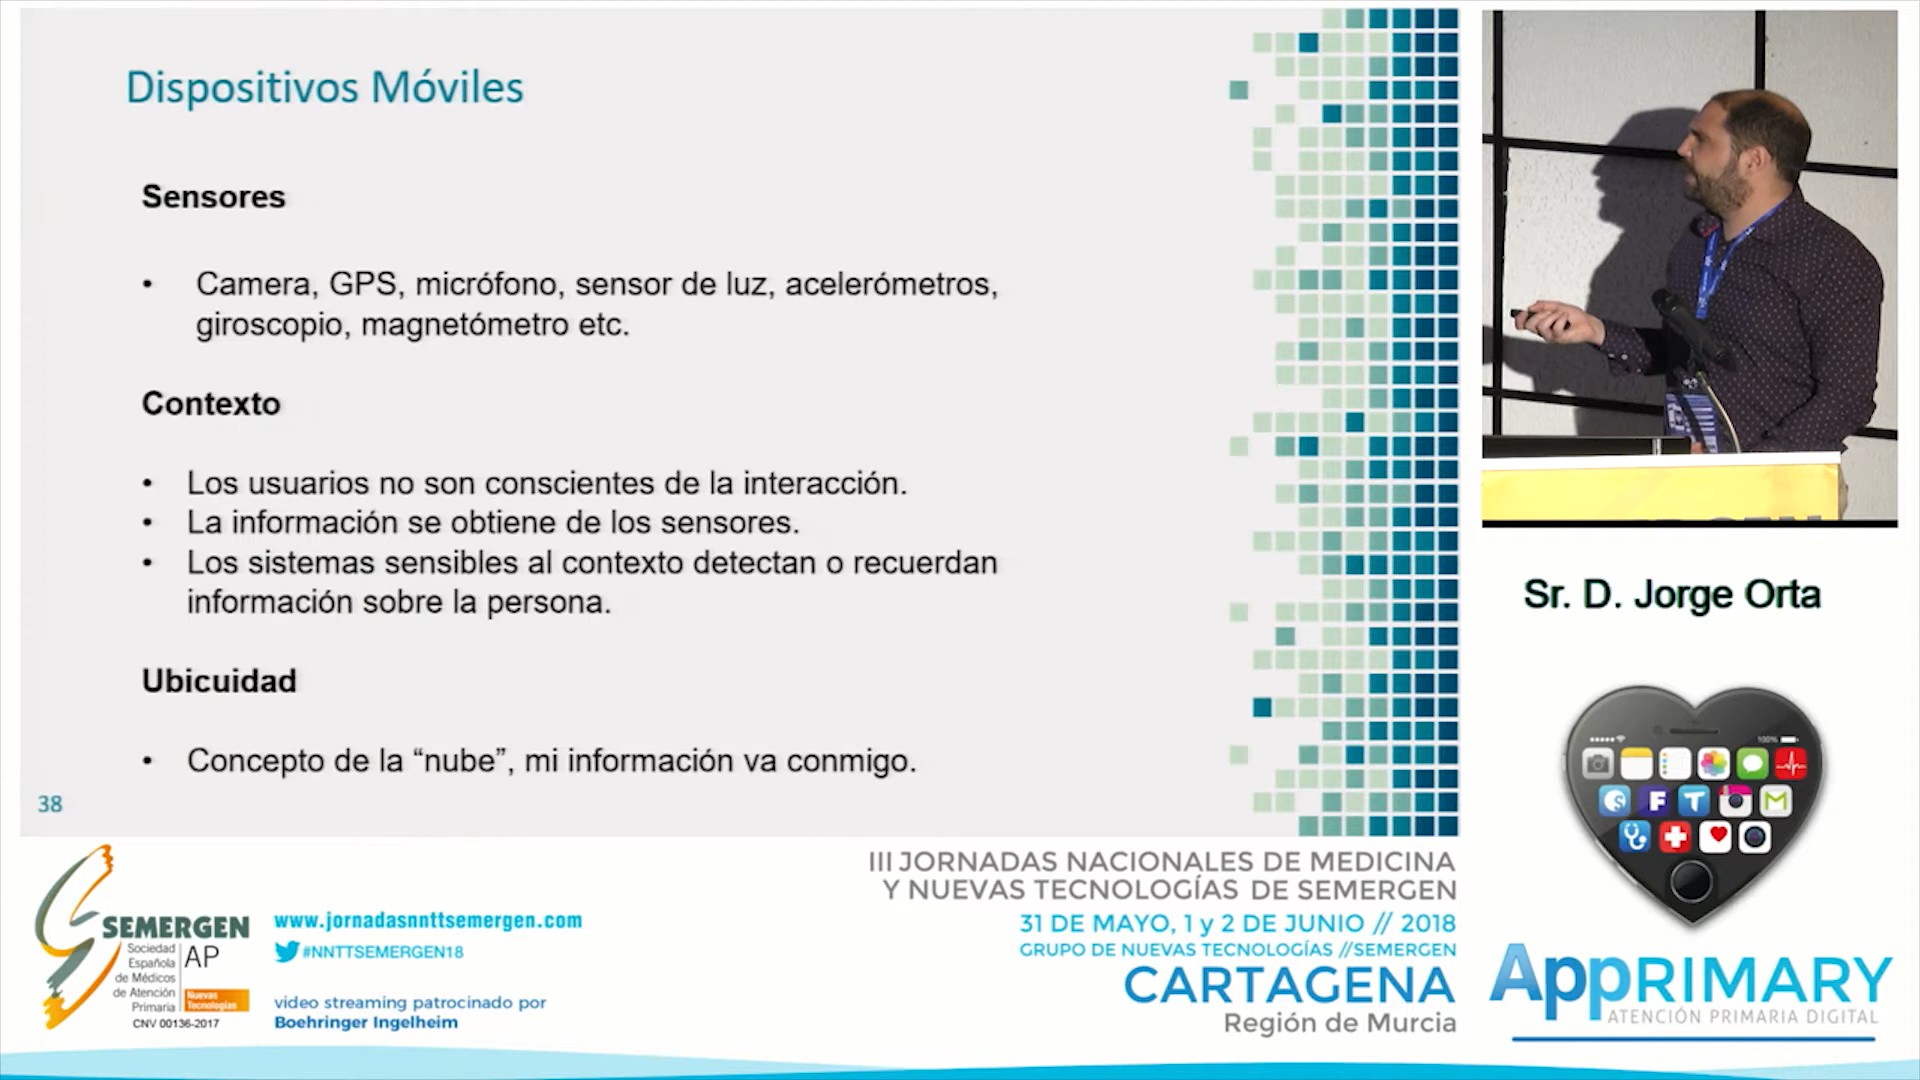 Dispositivos Móviles
Sensores
• Camera, GPS, micrófono, sensor de luz, acelerómetros,
giroscopio, magnetómetro etc.
Contexto
• Los usuarios no son conscientes de la interacción.
• La información se obtiene de los sensores.
• Los sistemas sensibles al contexto detectan o recuerdan
información sobre la persona.
Ubicuidad
• Concepto de la “nube”, mi información va conmigo.
38
Sr. D. Jorge Orta
100%
F
T
M
SEMERGEN
Sociedad
Española
de Médicos
de Atención
Primaria
AP
Nuevas
Tecnologías
CNV 00136-2017
www.jornadasnnttsemergen.com
#NNTTSEMERGEN18
video streaming patrocinado por
Boehringer Ingelheim
III JORNADAS NACIONALES DE MEDICINA
Y NUEVAS TECNOLOGÍAS DE SEMERGEN
31 DE MAYO, 1 y 2 DE JUNIO // 2018
GRUPO DE NUEVAS TECNOLOGÍAS //SEMERGEN
CARTAGENA
Región de Murcia
AppRIMARY
ATENCIÓN PRIMARIA DIGITAL